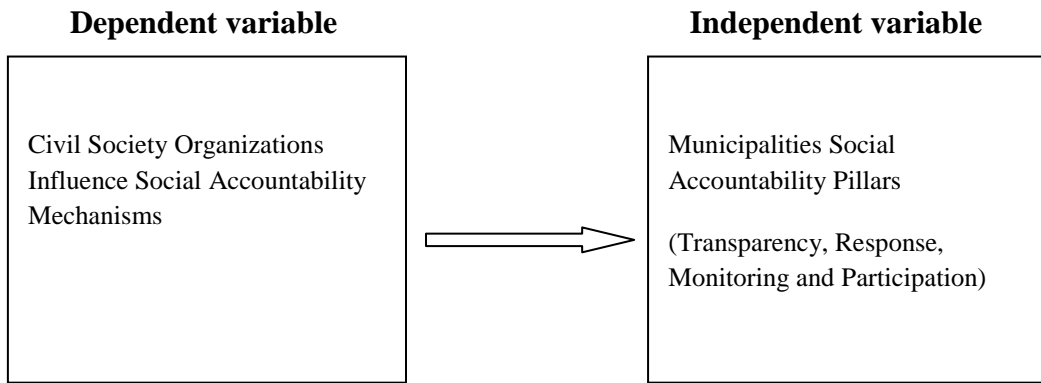 Dependent variable
Civil Society Organizations
Influence Social Accountability
Mechanisms
Independent variable
Municipalities Social
Accountability Pillars
(Transparency, Response,
Monitoring and Participation)